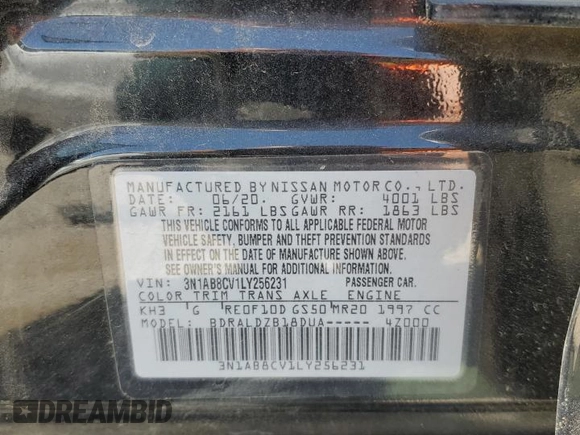 MANUFACTURED BY NISSAN MOTOR CO., LTD.
DATE: 06/20. GVWR: 4001 LBS
GAWR FR: 2161 LBS GAWR RR: 1863 LBS
THIS VEHICLE CONFORMS TO ALL APPLICABLE FEDERAL MOTOR
VEHICLE SAFETY, BUMPER AND THEFT PREVENTION STANDARDS
IN EFFECT ON THE DATE OF MANUFACTURE SHOWN ABOVE.
SEE OWNER'S MANUAL FOR ADDITIONAL INFORMATION.
VIN: 3N1AB8CV1LY256231 PASSENGER CAR.
COLOR TRIM TRANS AXLE ENGINE
KH3 G RE0F10D GS50 MR20 1997 CC
MODEL: BDRALDZB18DUA----- 4Z000
3N1AB8CV1LY256231
DREAMBID